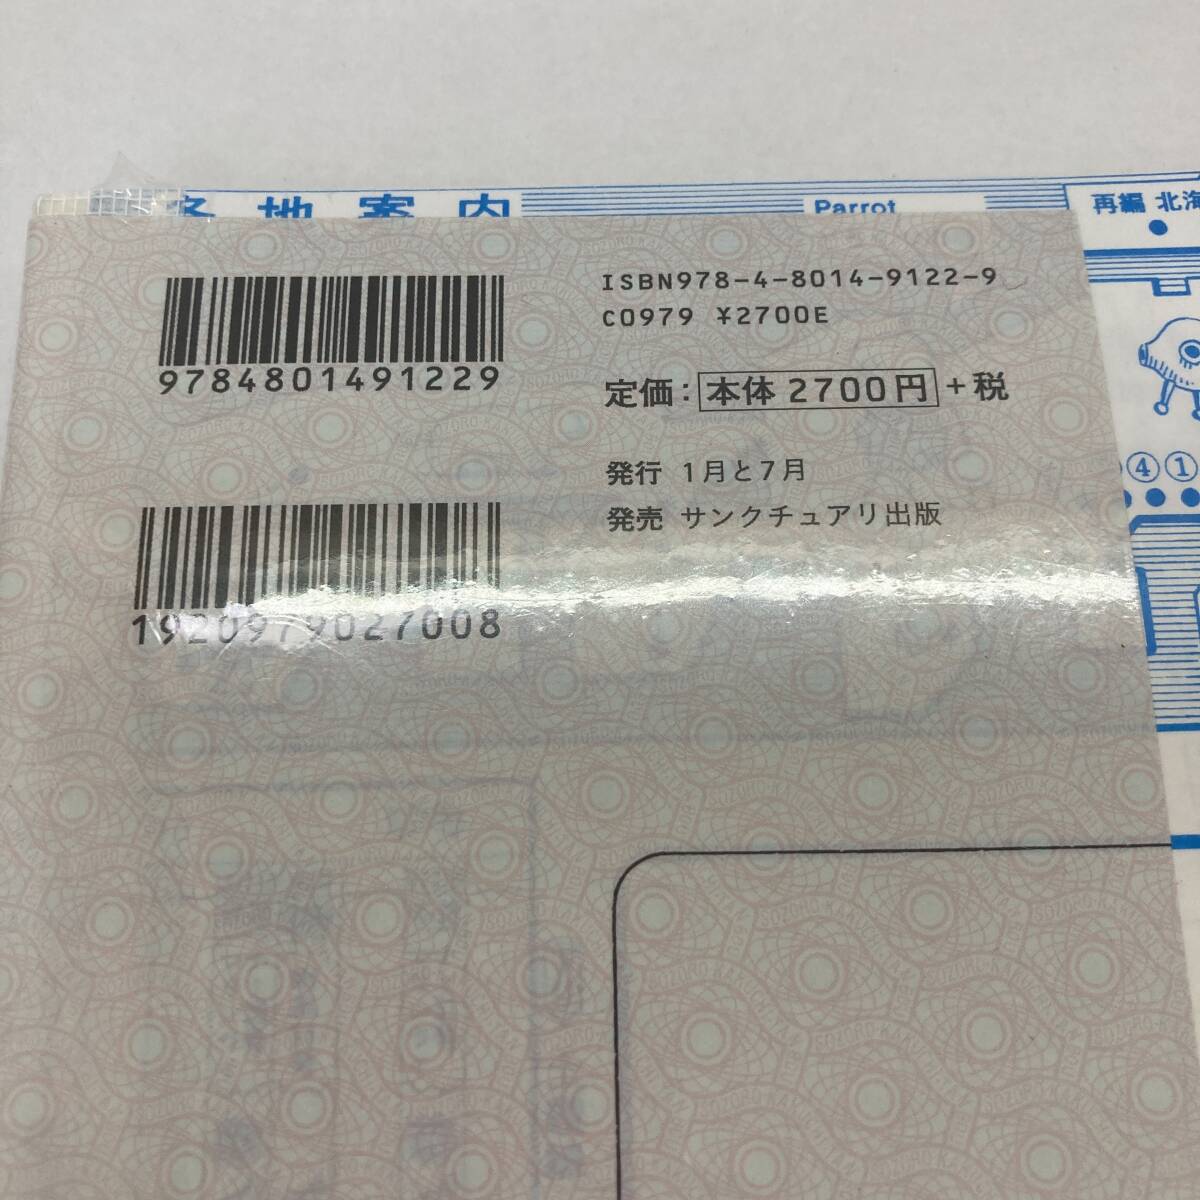 各地案内
Parrot
再編 北海
ISBN978-4-8014-9122-9
C0979 ¥2700E
9784801491229
定価：本体 2700円＋税
④①
発行 1月と7月
発売 サンクチュアリ出版
1920979027008